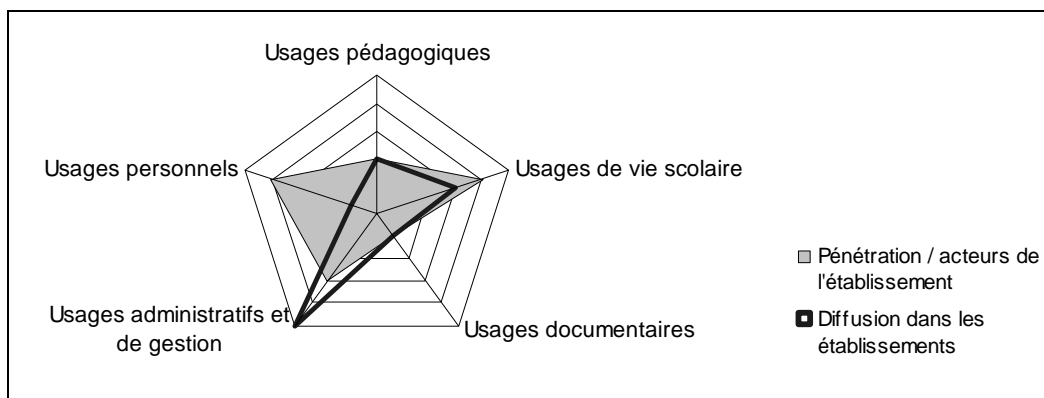 Usages pédagogiques
Usages personnels
Usages de vie scolaire
Usages administratifs et
de gestion
Usages documentaires
Pénétration / acteurs de
l'établissement
Diffusion dans les
établissements